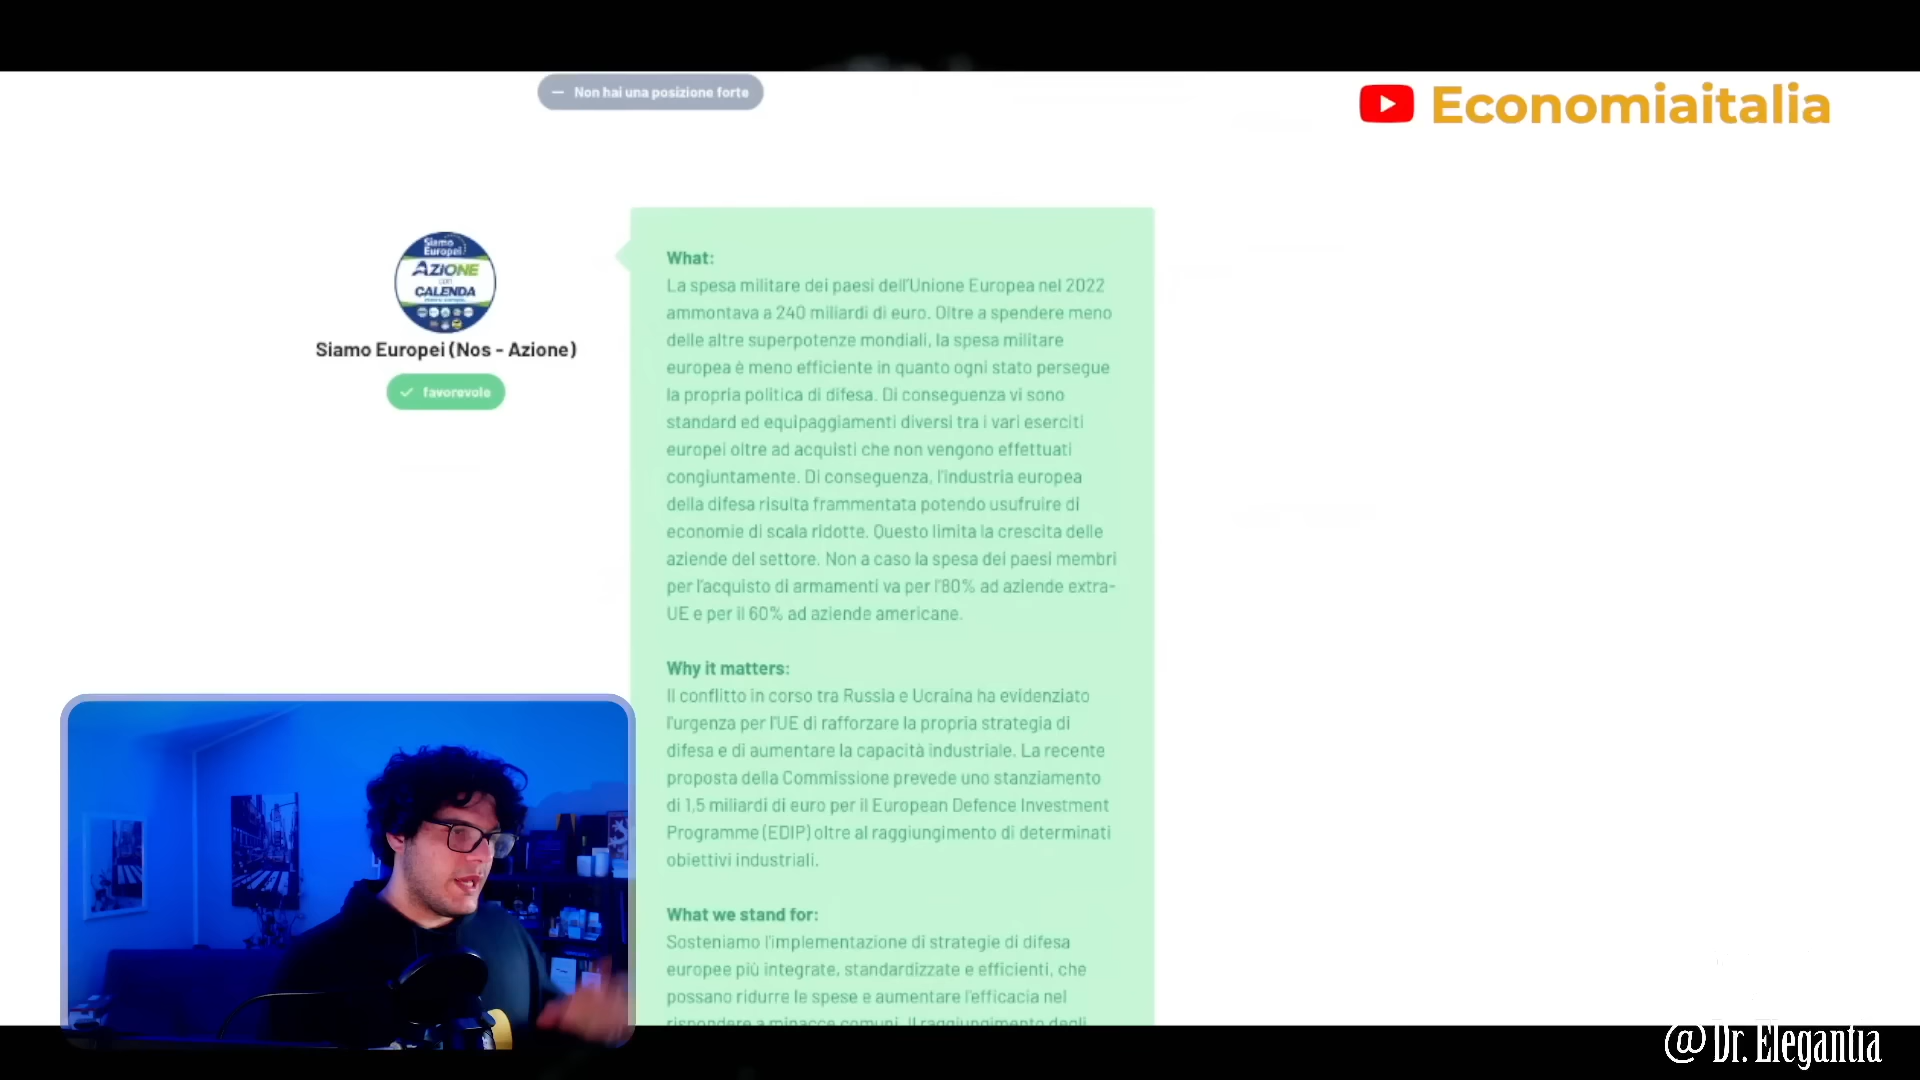 Non hai una posizione forte
Economiaitalia
Siamo
Europei
AZIONE
con
CALENDA
Siamo Europei (Nos - Azione)
favorevole
What:
La spesa militare dei paesi dell'Unione Europea nel 2022
ammontava a 240 miliardi di euro. Oltre a spendere meno
delle altre superpotenze mondiali, la spesa militare
europea è meno efficiente in quanto ogni stato persegue
la propria politica di difesa. Di conseguenza vi sono
standard ed equipaggiamenti diversi tra i vari eserciti
europei oltre ad acquisti che non vengono effettuati
congiuntamente. Di conseguenza, l'industria europea
della difesa risulta frammentata potendo usufruire di
economie di scala ridotte. Questo limita la crescita delle
aziende del settore. Non a caso la spesa dei paesi membri
per l'acquisto di armamenti va per l'80% ad aziende extra-
UE e per il 60% ad aziende americane.
Why it matters:
Il conflitto in corso tra Russia e Ucraina ha evidenziato
l'urgenza per l'UE di rafforzare la propria strategia di
difesa e di aumentare la capacità industriale. La recente
proposta della Commissione prevede uno stanziamento
di 1,5 miliardi di euro per il European Defence Investment
Programme (EDIP) oltre al raggiungimento di determinati
obiettivi industriali.
What we stand for:
Sosteniamo l'implementazione di strategie di difesa
europee più integrate, standardizzate e efficienti, che
possano ridurre le spese e aumentare l'efficacia nel
rispondere a minacce comuni. Il raggiungimento degli
@Dr. Elegantia